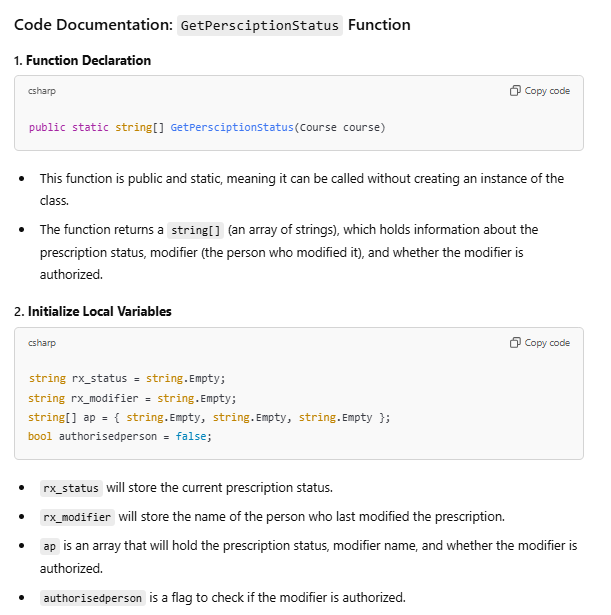 Code Documentation: GetPersciptionStatus Function
1. Function Declaration
csharp
Copy code
public static string[] GetPersciptionStatus(Course course)
• This function is public and static, meaning it can be called without creating an instance of the
class.
• The function returns a string[] (an array of strings), which holds information about the
prescription status, modifier (the person who modified it), and whether the modifier is
authorized.
2. Initialize Local Variables
csharp
Copy code
string rx_status = string.Empty;
string rx_modifier = string.Empty;
string[] ap = { string.Empty, string.Empty, string.Empty };
bool authorisedperson = false;
• rx_status will store the current prescription status.
• rx_modifier will store the name of the person who last modified the prescription.
• ap is an array that will hold the prescription status, modifier name, and whether the modifier is
authorized.
• authorisedperson is a flag to check if the modifier is authorized.